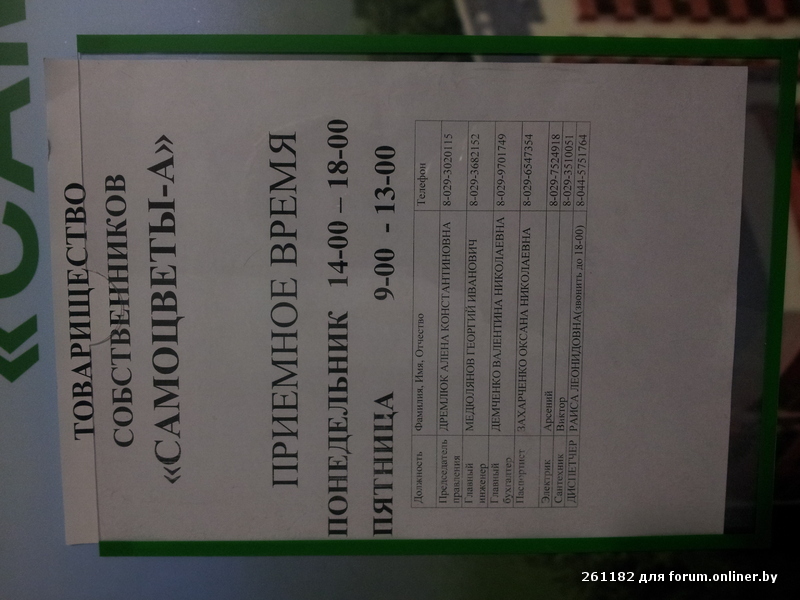 «САМ
ТОВАРИЩЕСТВО
СОБСТВЕННИКОВ
«САМОЦВЕТЫ-А»
ПРИЕМНОЕ ВРЕМЯ
ПОНЕДЕЛЬНИК 14-00 – 18-00
ПЯТНИЦА 9-00 - 13-00
Должность Фамилия, Имя, Отчество Телефон
Председатель правления ДРЕМЛЮК АЛЕНА КОНСТАНТИНОВНА 8-029-3020115
Главный инженер МЕДЮЛЯНОВ ГЕОРГИЙ ИВАНОВИЧ 8-029-3682152
Главный бухгалтер ДЕМЧЕНКО ВАЛЕНТИНА НИКОЛАЕВНА 8-029-9701749
Паспортист ЗАХАРЧЕНКО ОКСАНА НИКОЛАЕВНА 8-029-6547354
Электрик Арсений 8-029-7524918
Сантехник Виктор 8-029-3510051
ДИСПЕТЧЕР РАИСА ЛЕОНИДОВНА(звонить до 18-00) 8-044-5751764
261182 для forum.onliner.by